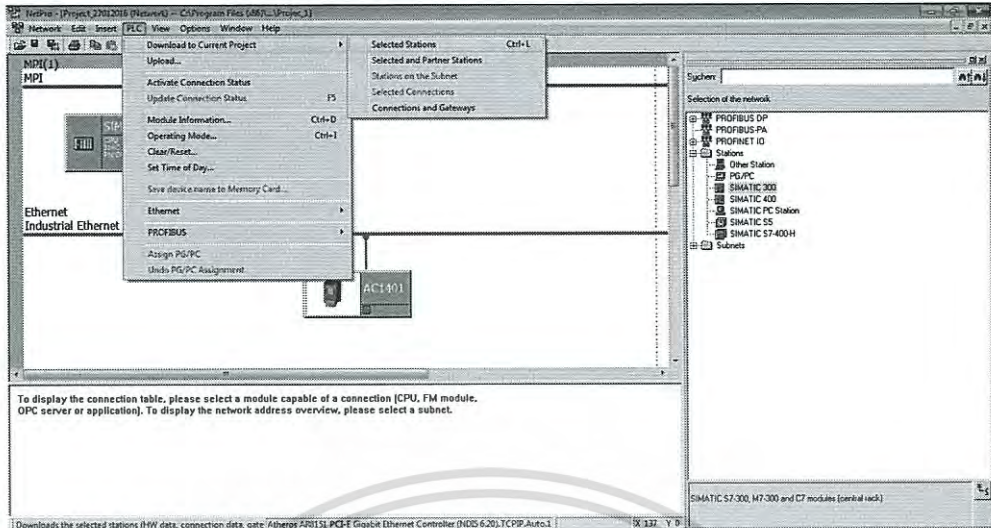 NetPro - [Project_27012016 (Network) -- C:\Program Files (x86)\...\Projec_1]
Network Edit Insert PLC View Options Window Help
Download to Current Project
Upload...
Activate Connection Status
Update Connection Status F5
Module Information... Ctrl+D
Operating Mode... Ctrl+I
Clear/Reset...
Set Time of Day...
Save device name to Memory Card...
Ethernet
PROFIBUS
Assign PG/PC
Undo PG/PC Assignment
Selected Stations Ctrl+L
Selected and Partner Stations
Stations on the Subnet
Selected Connections
Connections and Gateways
MPI(1)
MPI
Ethernet
Industrial Ethernet
AC1401
Suchen:
Selection of the network
PROFIBUS DP
PROFIBUS-PA
PROFINET IO
Stations
Other Station
PG/PC
SIMATIC 300
SIMATIC 400
SIMATIC PC Station
SIMATIC S5
SIMATIC S7-400-H
Subnets
To display the connection table, please select a module capable of a connection (CPU, FM module,
OPC server or application). To display the network address overview, please select a subnet.
SIMATIC S7-300, M7-300 and C7 modules (central rack)
Downloads the selected stations (HW data, connection data, gate Atheros AR8151 PCI-E Gigabit Ethernet Controller (NDIS 6.20).TCPIP.Auto.1 X 137 Y 0